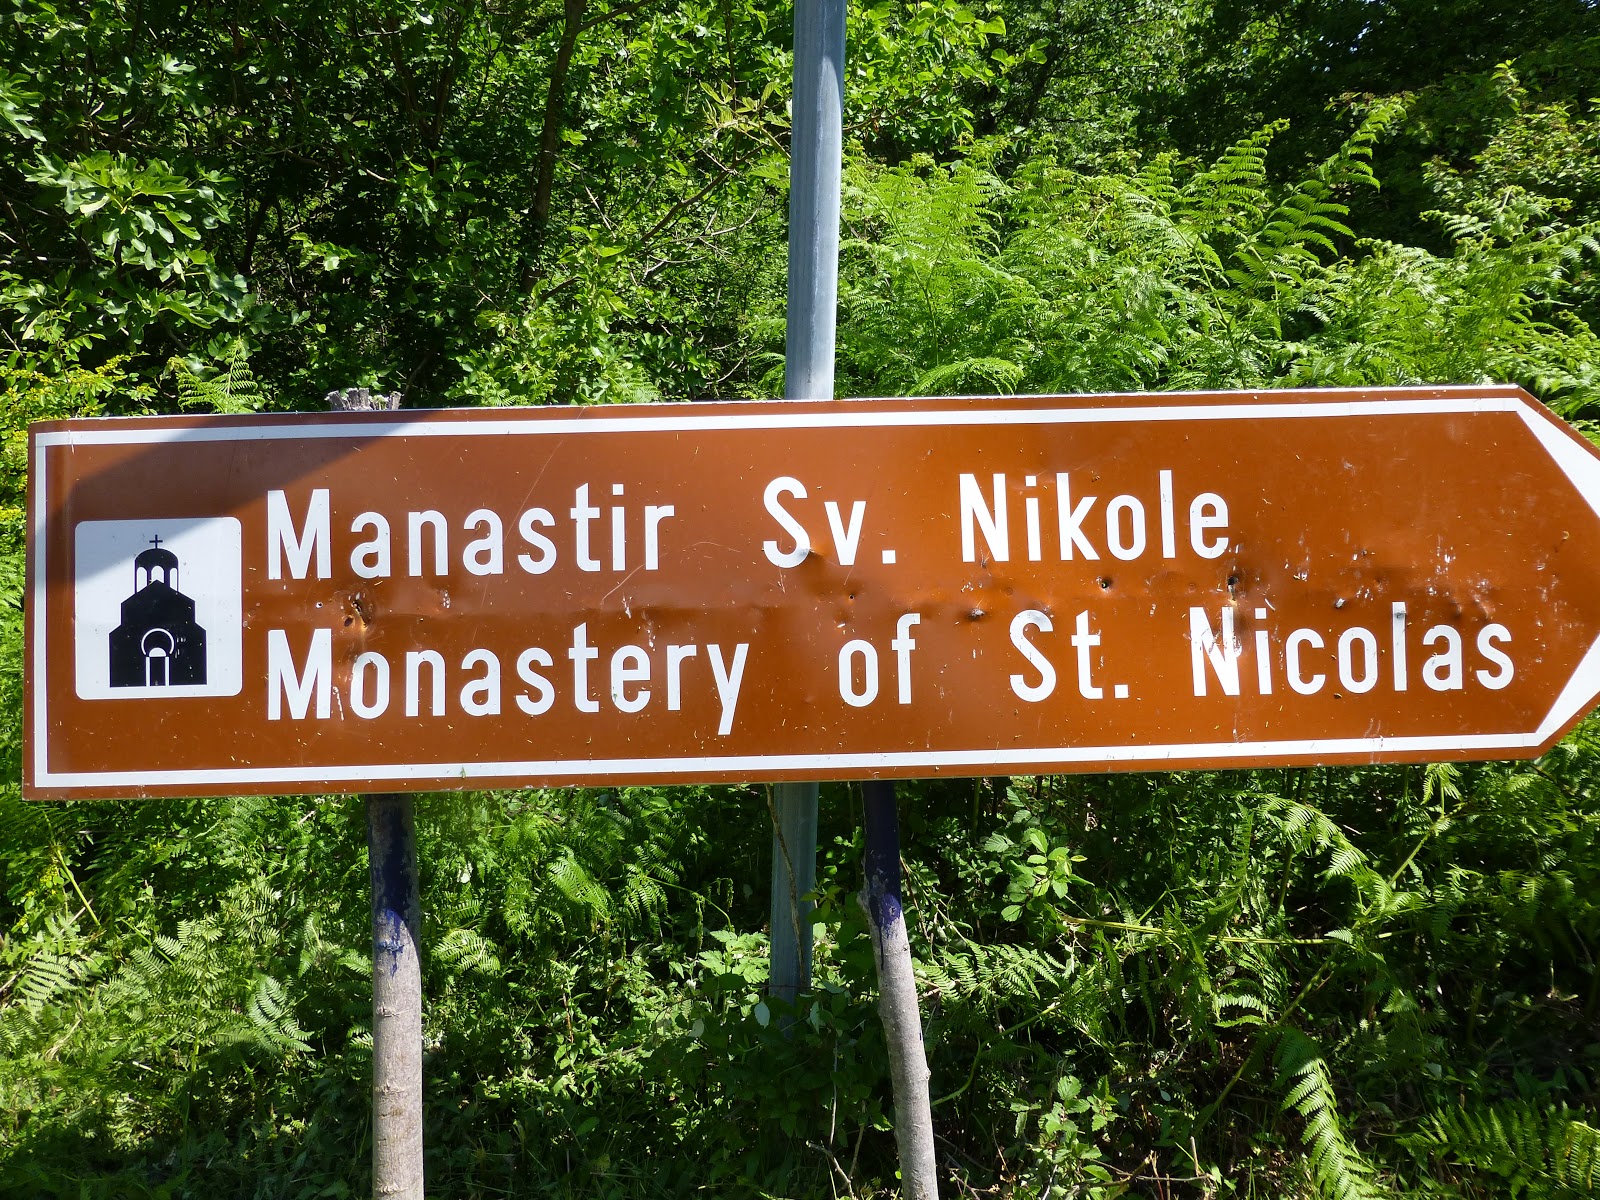 Manastir Sv. Nikole
Monastery of St. Nicolas